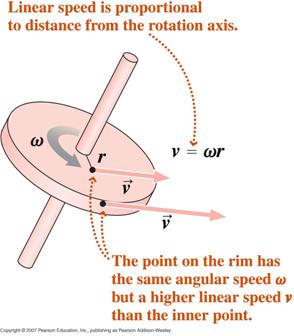 Linear speed is proportional
to distance from the rotation axis.
ω
r
v = ωr
v⃗
v⃗
The point on the rim has
the same angular speed ω
but a higher linear speed v
than the inner point.
Copyright © 2007 Pearson Education, Inc., publishing as Pearson Addison-Wesley.